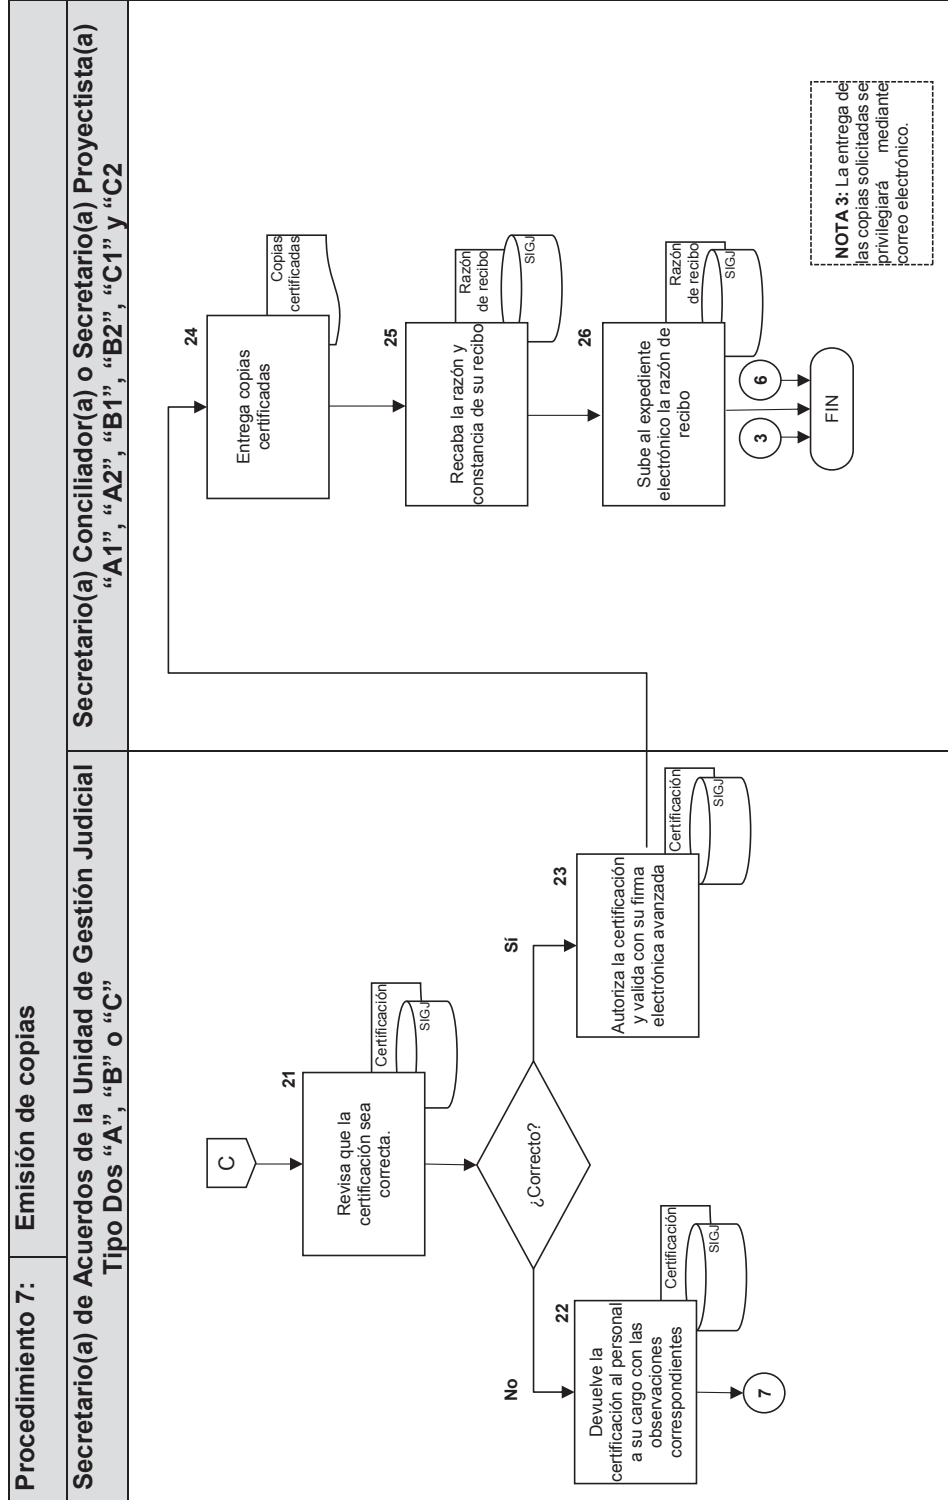 Procedimiento 7:
Emisión de copias
Secretario(a) de Acuerdos de la Unidad de Gestión Judicial
Tipo Dos “A”, “B” o “C”
Secretario(a) Conciliador(a) o Secretario(a) Proyectista(a)
“A1”, “A2”, “B1”, “B2”, “C1” y “C2
C
21
Revisa que la
certificación sea
correcta.
Certificación
SIGJ
¿Correcto?
No
Sí
22
Devuelve la
certificación al personal
a su cargo con las
observaciones
correspondientes
Certificación
SIGJ
7
23
Autoriza la certificación
y valida con su firma
electrónica avanzada
Certificación
SIGJ
24
Entrega copias
certificadas
Copias
certificadas
25
Recaba la razón y
constancia de su recibo
Razón
de recibo
SIGJ
26
Sube al expediente
electrónico la razón de
recibo
Razón
de recibo
SIGJ
3
6
FIN
NOTA 3: La entrega de
las copias solicitadas se
privilegiará mediante
correo electrónico.